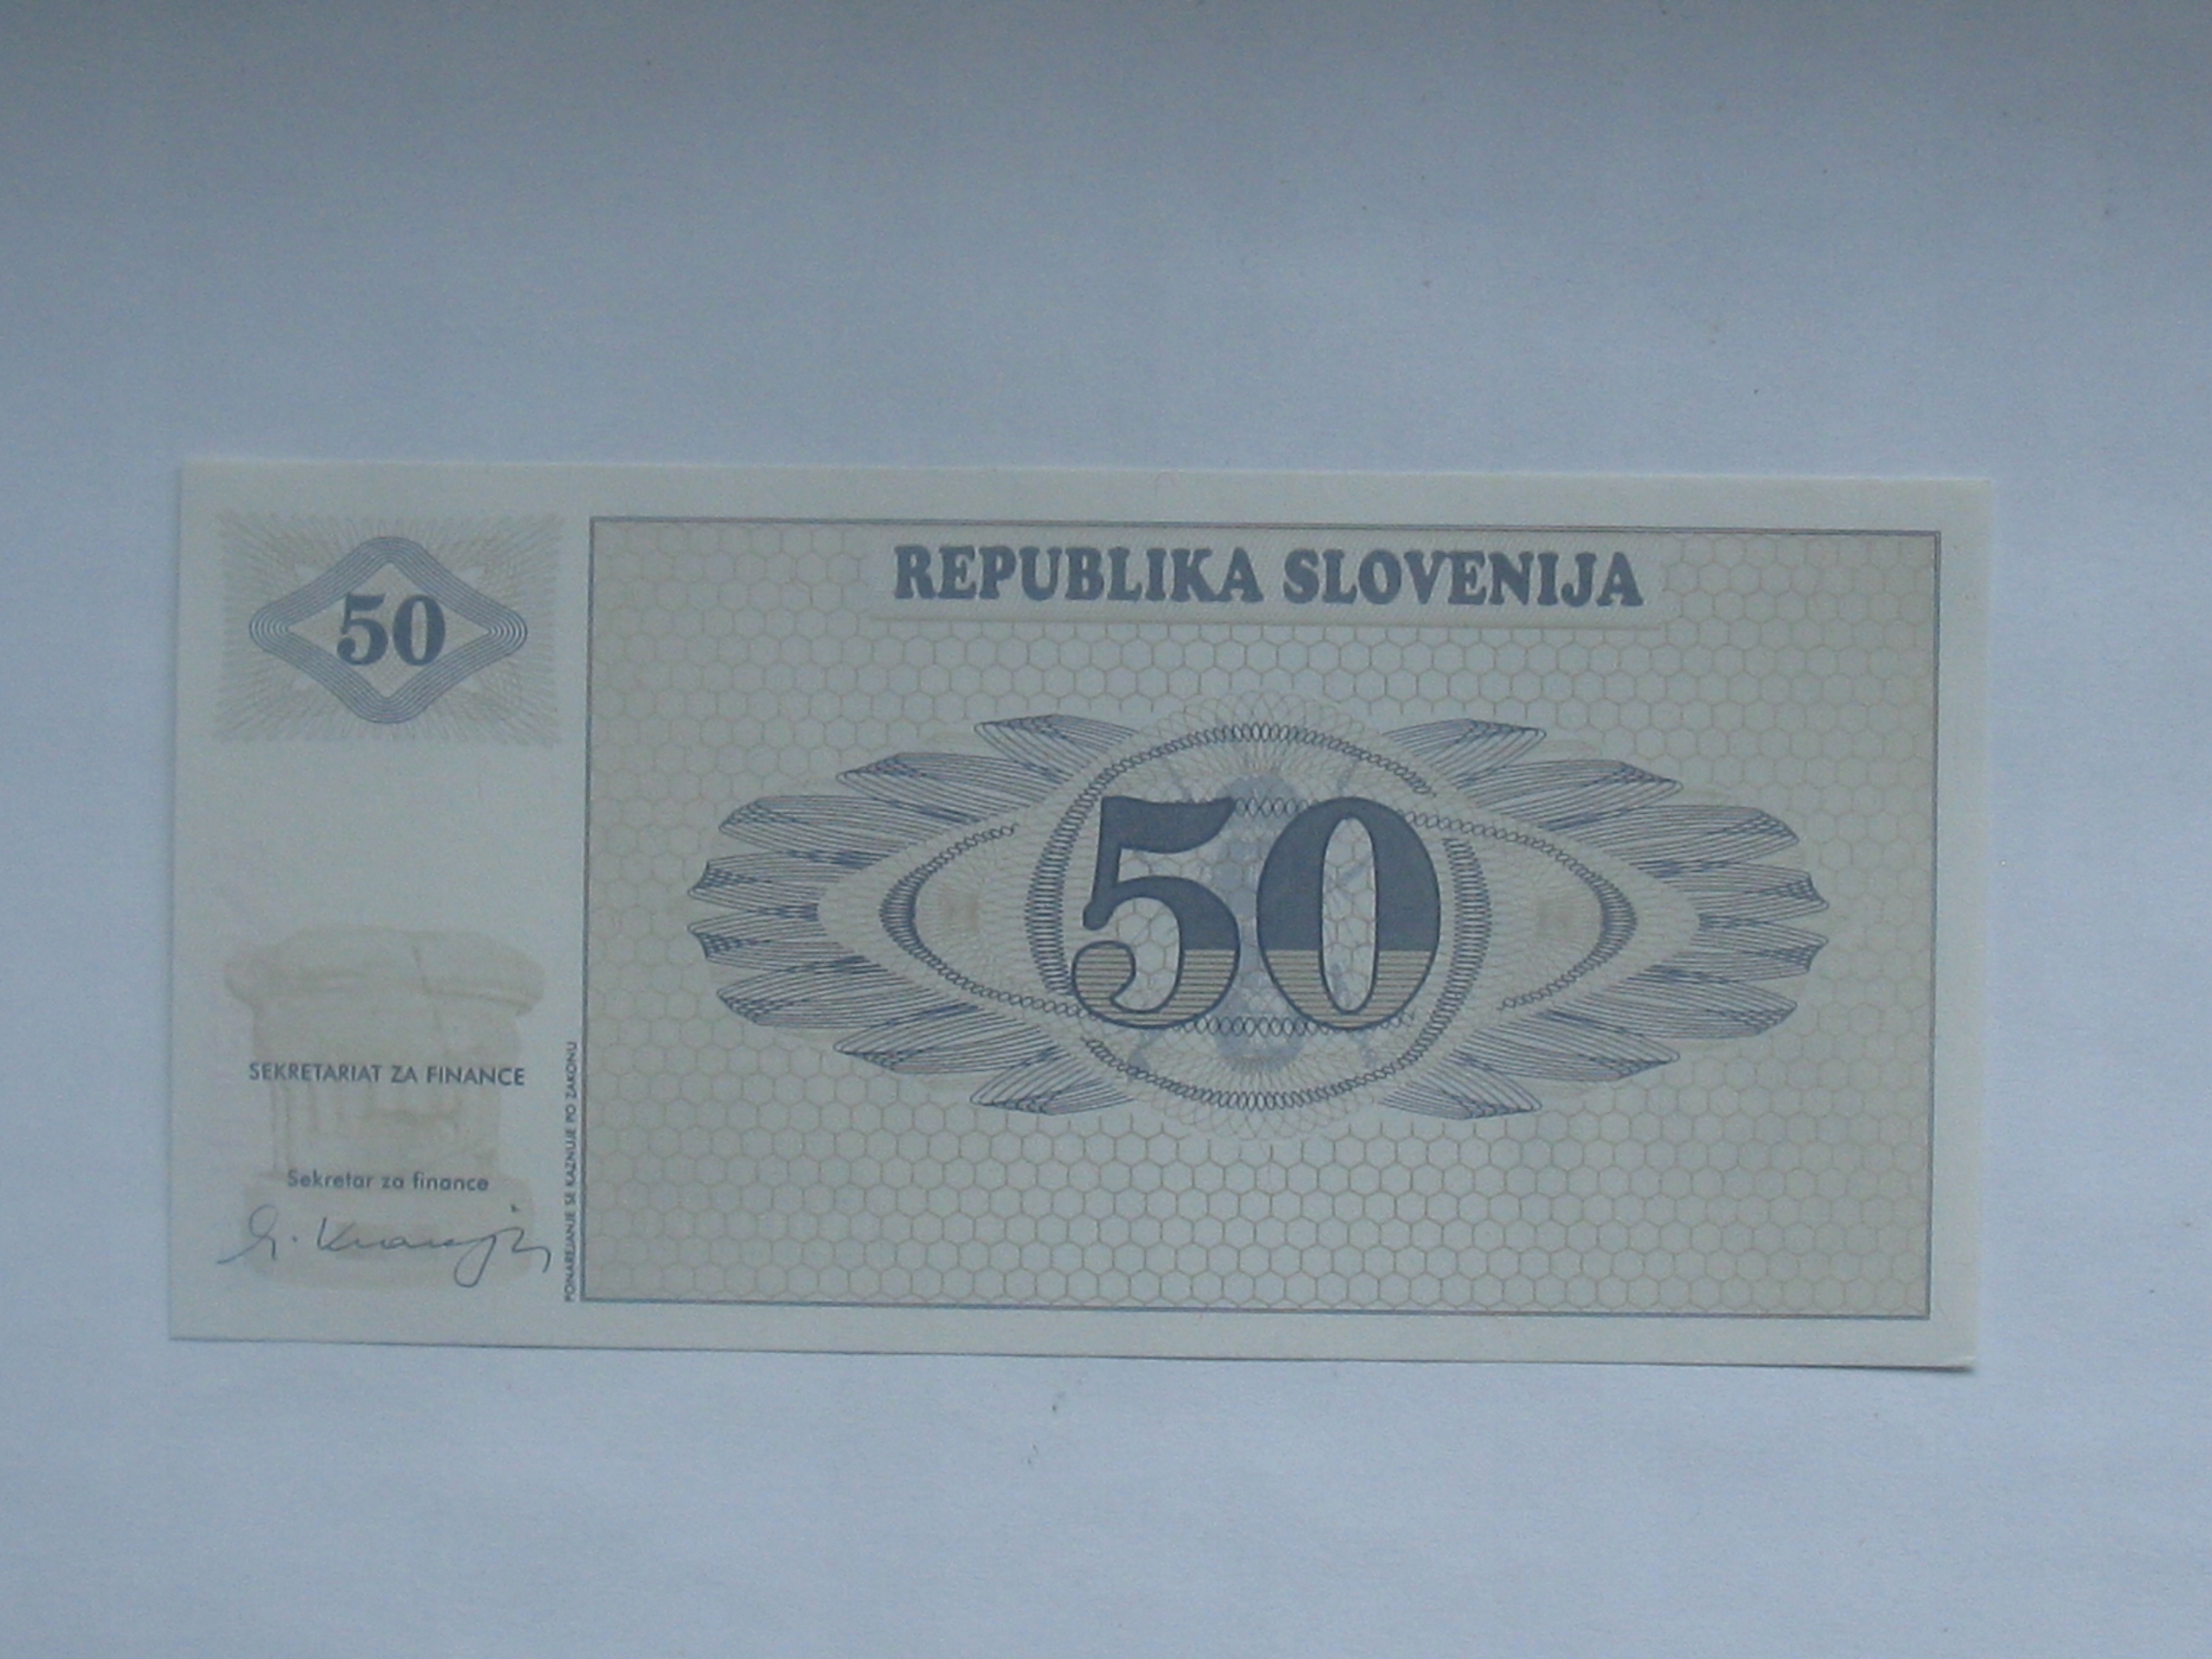 REPUBLIKA SLOVENIJA
50
50
SEKRETARIAT ZA FINANCE
Sekretar za finance
PONAREJANJE SE KAZNUJE PO ZAKONU